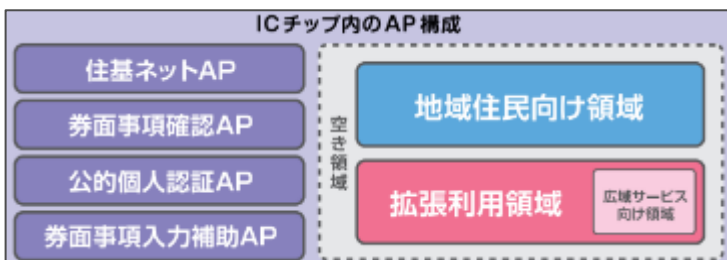 ICチップ内のAP構成
住基ネットAP
券面事項確認AP
公的個人認証AP
券面事項入力補助AP
空き領域
地域住民向け領域
拡張利用領域
広域サービス
向け領域